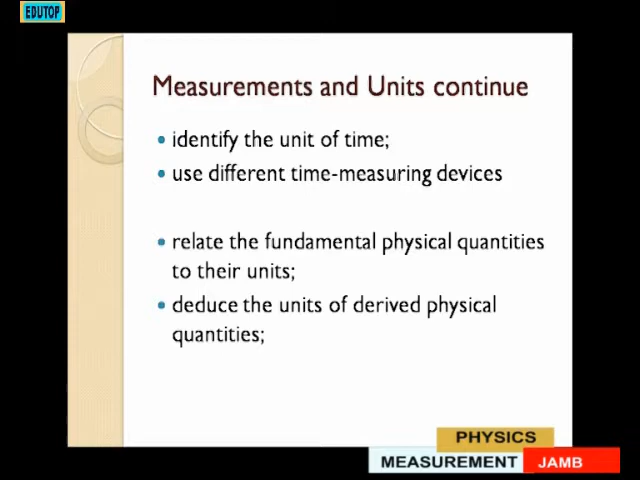 EDUTOP
Measurements and Units continue
identify the unit of time;
use different time-measuring devices
relate the fundamental physical quantities
to their units;
deduce the units of derived physical
quantities;
PHYSICS
MEASUREMENT JAMB